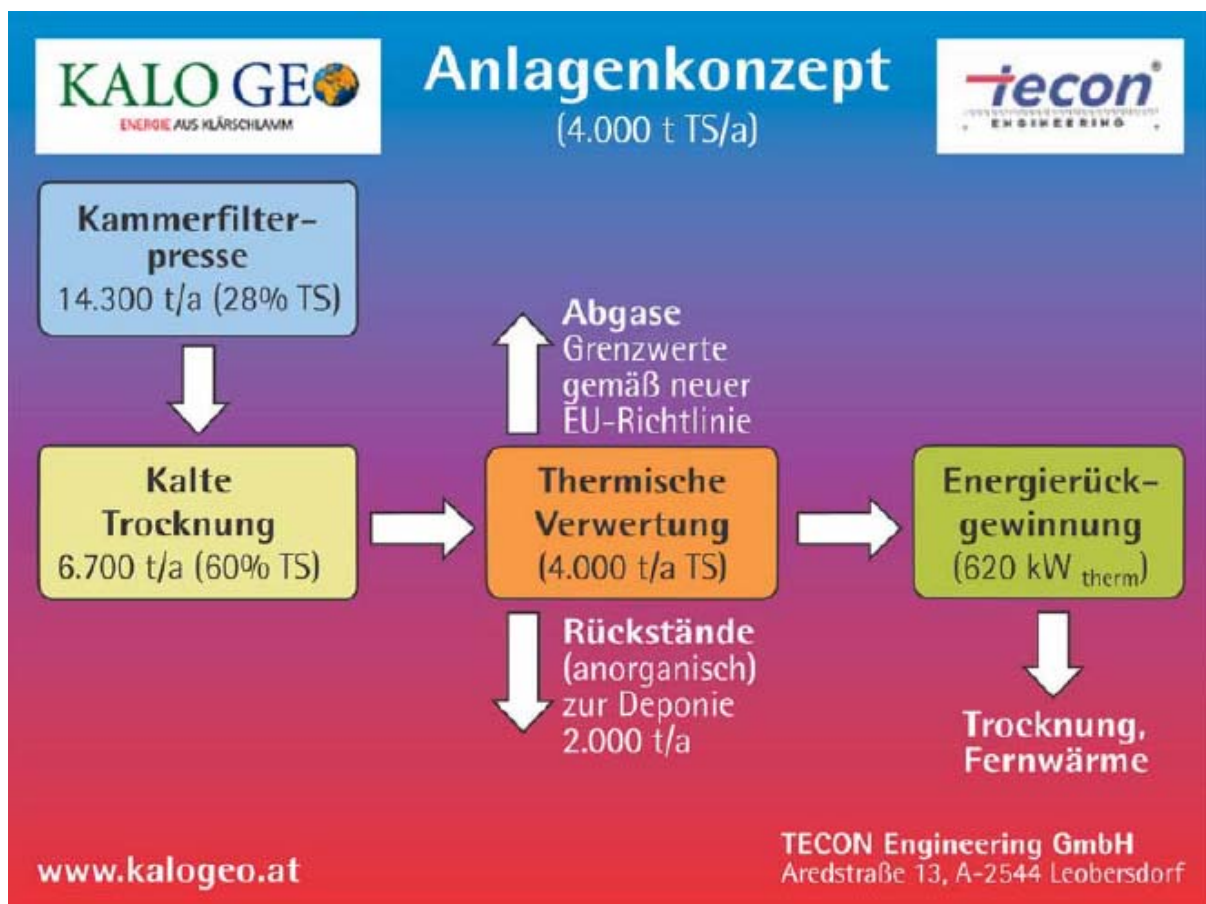 KALO GEO
ENERGIE AUS KLÄRSCHLAMM
Anlagenkonzept
(4.000 t TS/a)
tecon®
ENGINEERING
Kammerfilter-
presse
14.300 t/a (28% TS)
Abgase
Grenzwerte
gemäß neuer
EU-Richtlinie
Kalte
Trocknung
6.700 t/a (60% TS)
Thermische
Verwertung
(4.000 t/a TS)
Energierück-
gewinnung
(620 kW therm)
Rückstände
(anorganisch)
zur Deponie
2.000 t/a
Trocknung,
Fernwärme
www.kalogeo.at
TECON Engineering GmbH
Aredstraße 13, A-2544 Leobersdorf